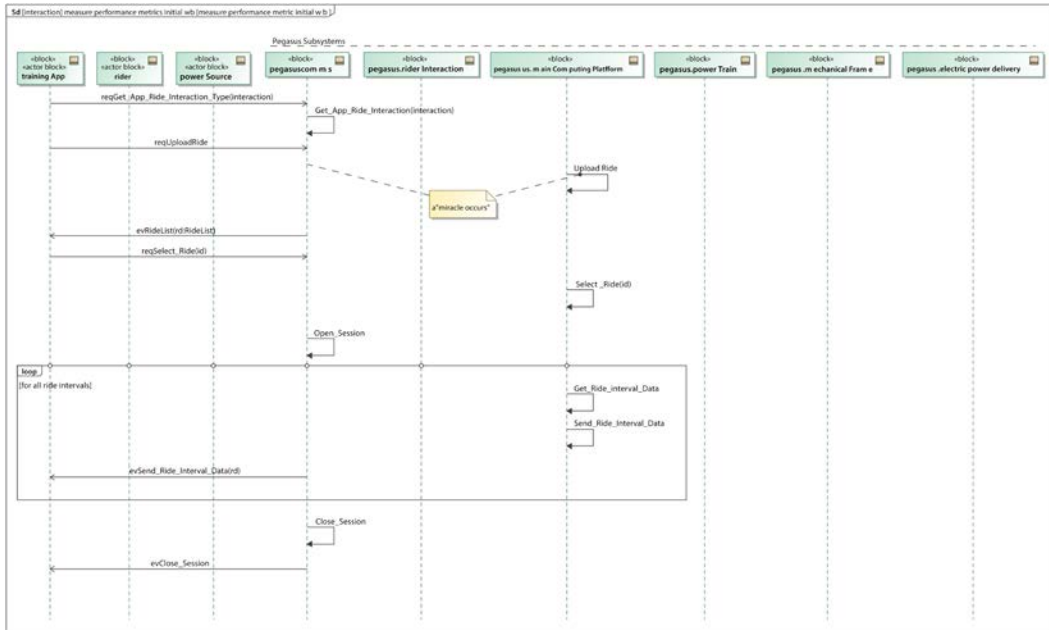 Sd [interaction] measure performance metrics initial wb [measure performance metric initial w b ]
Pegasus Subsystems
«block»
«actor block»
training App
«block»
«actor block»
rider
«block»
«actor block»
power Source
«block»
pegasuscom m s
«block»
pegasus.rider Interaction
«block»
pegasus us. m ain Com puting Platfform
«block»
pegasus.power Train
«block»
pegasus .m echanical Fram e
«block»
pegasus .electric power delivery
reqGet_App_Ride_Interaction_Type(interaction)
Get_App_Ride_Interaction(interaction)
reqUploadRide
Upload Ride
a"miracle occurs"
evRideList(rd:RideList)
reqSelect_Ride(id)
Select _Ride(id)
Open_Session
loop
[for all ride intervals]
Get_Ride_interval_Data
Send_Ride_Interval_Data
evSend_Ride_Interval_Data(rd)
Close_Session
evClose_Session